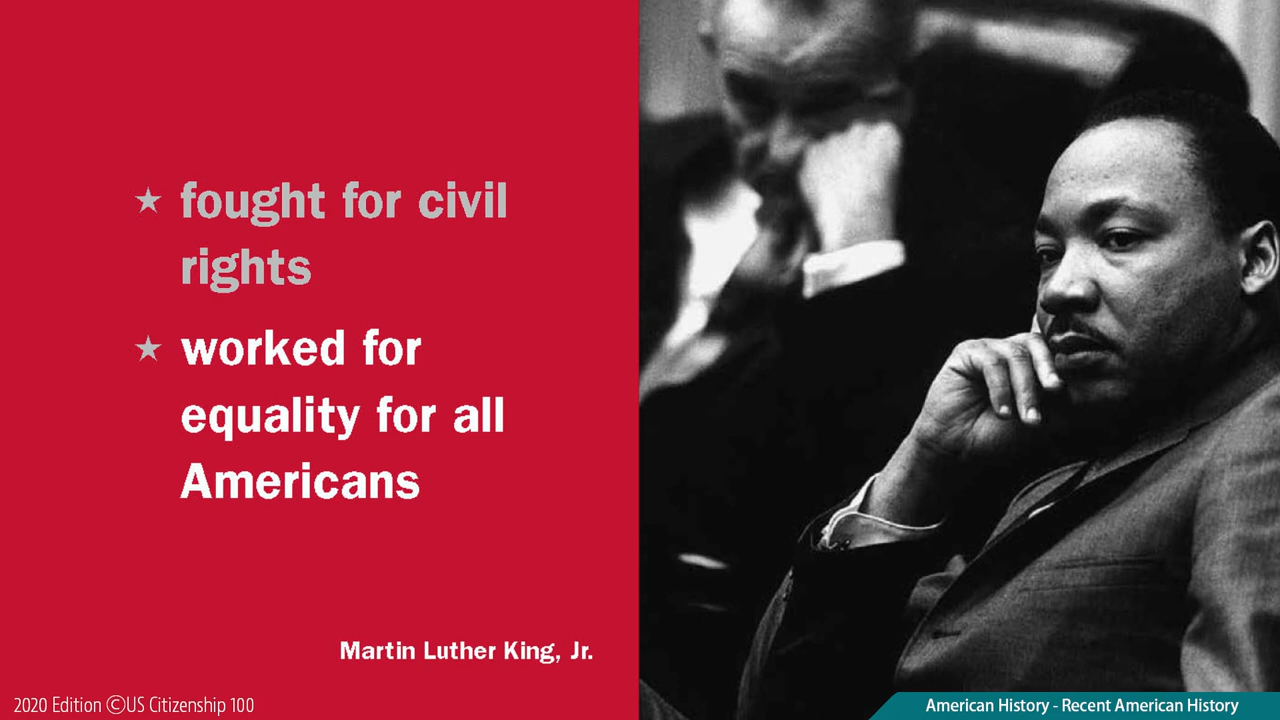 ★ fought for civil
rights
★ worked for
equality for all
Americans
Martin Luther King, Jr.
2020 Edition ©US Citizenship 100
American History - Recent American History